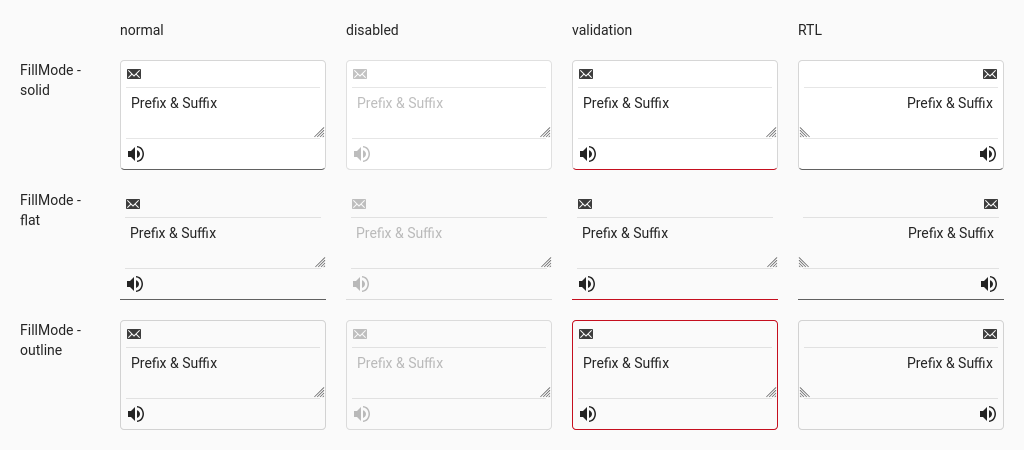 normal disabled validation RTL
FillMode -
solid
Prefix & Suffix Prefix & Suffix Prefix & Suffix Prefix & Suffix
FillMode -
flat
Prefix & Suffix Prefix & Suffix Prefix & Suffix Prefix & Suffix
FillMode -
outline
Prefix & Suffix Prefix & Suffix Prefix & Suffix Prefix & Suffix